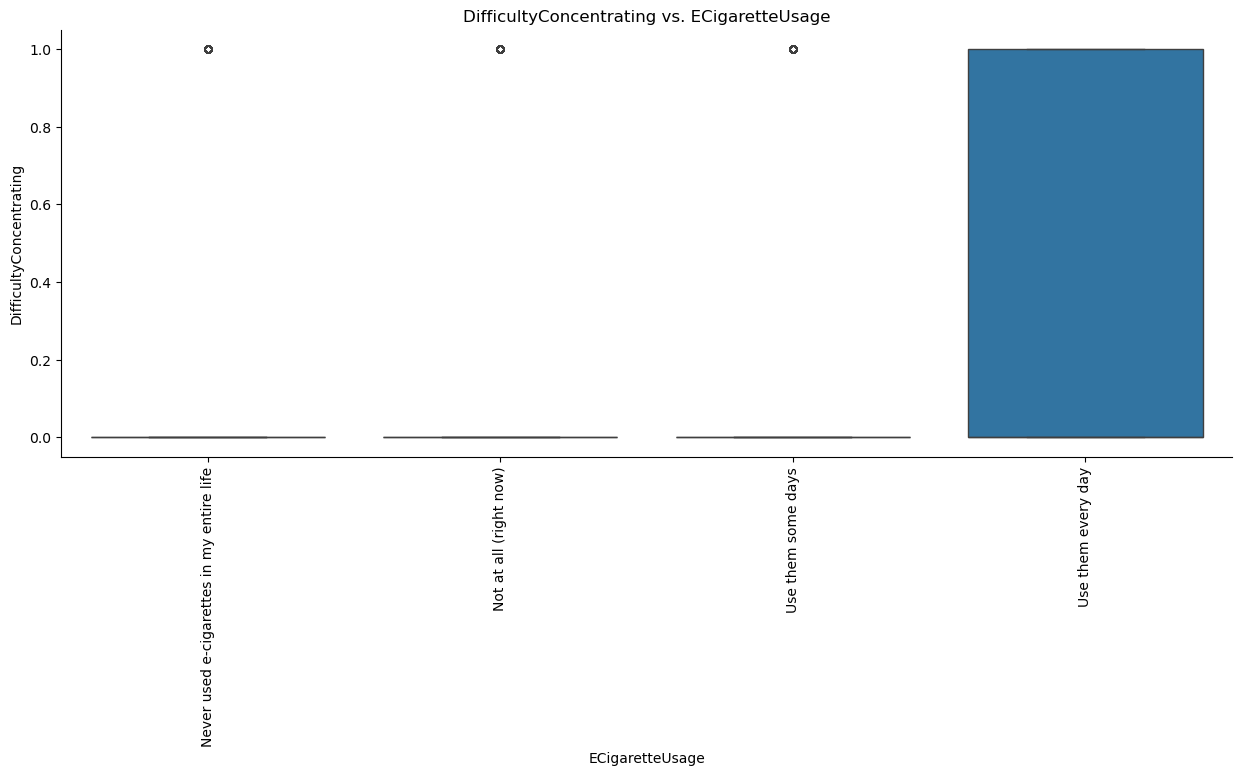 DifficultyConcentrating vs. ECigaretteUsage
DifficultyConcentrating
1.0
0.8
0.6
0.4
0.2
0.0
Never used e-cigarettes in my entire life
Not at all (right now)
Use them some days
Use them every day
ECigaretteUsage